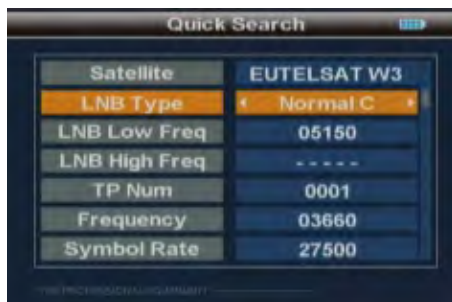 Quick Search
Satellite EUTELSAT W3
LNB Type Normal C
LNB Low Freq 05150
LNB High Freq -----
TP Num 0001
Frequency 03660
Symbol Rate 27500